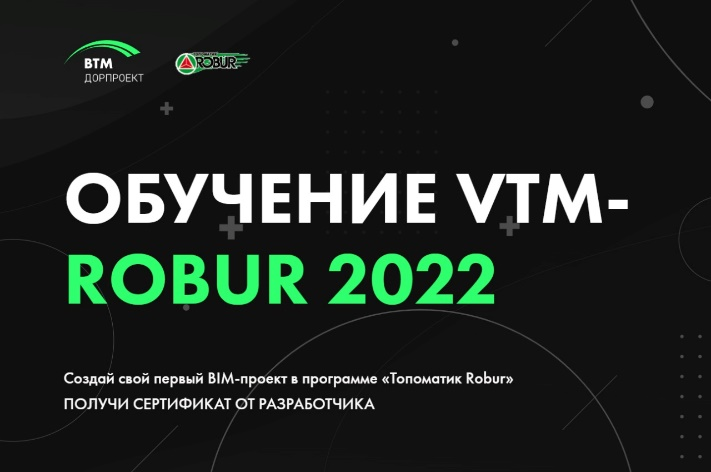 ВТМ
ДОРПРОЕКТ
ТОПОМАТИК
ROBUR
ОБУЧЕНИЕ VTM-
ROBUR 2022
Создай свой первый BIM-проект в программе «Топоматик Robur»
ПОЛУЧИ СЕРТИФИКАТ ОТ РАЗРАБОТЧИКА